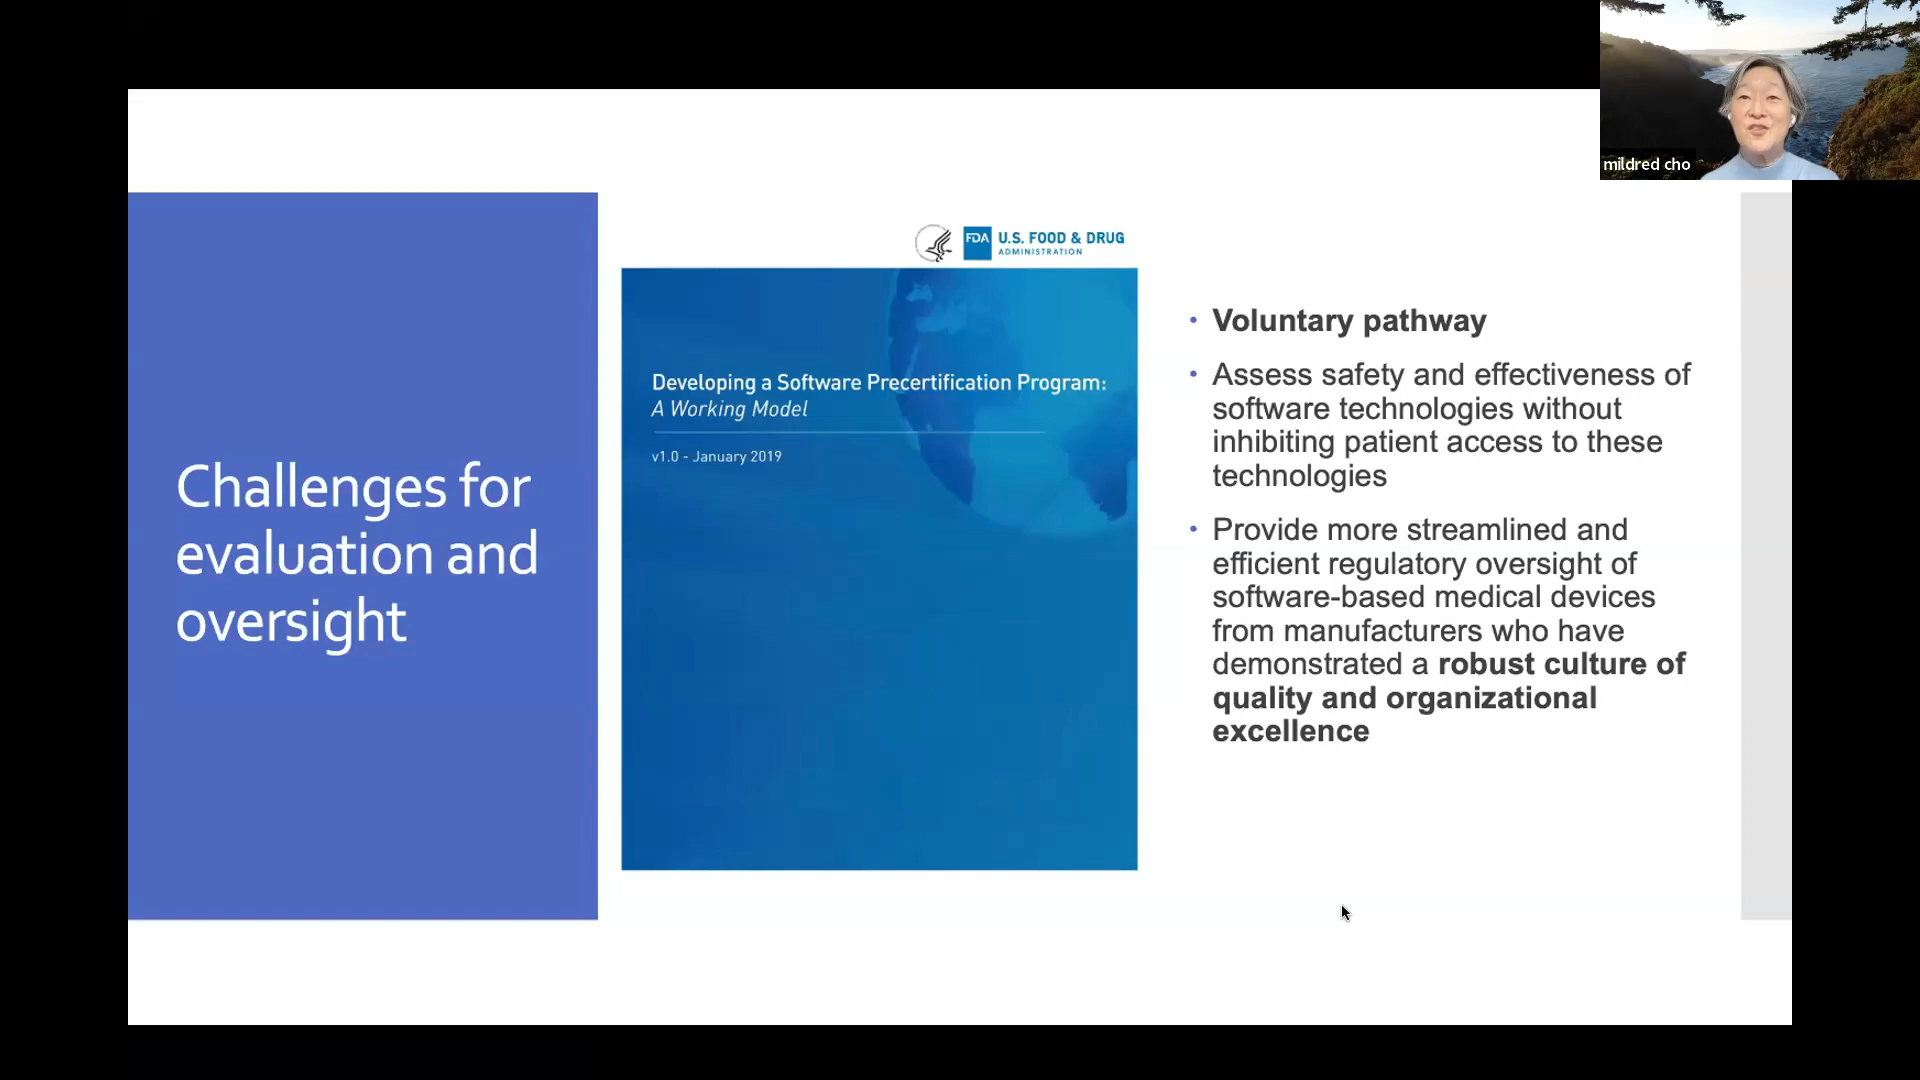 mildred cho
Challenges for
evaluation and
oversight
FDA
U.S. FOOD & DRUG
ADMINISTRATION
Developing a Software Precertification Program:
A Working Model
v1.0 - January 2019
• Voluntary pathway
• Assess safety and effectiveness of
software technologies without
inhibiting patient access to these
technologies
• Provide more streamlined and
efficient regulatory oversight of
software-based medical devices
from manufacturers who have
demonstrated a robust culture of
quality and organizational
excellence